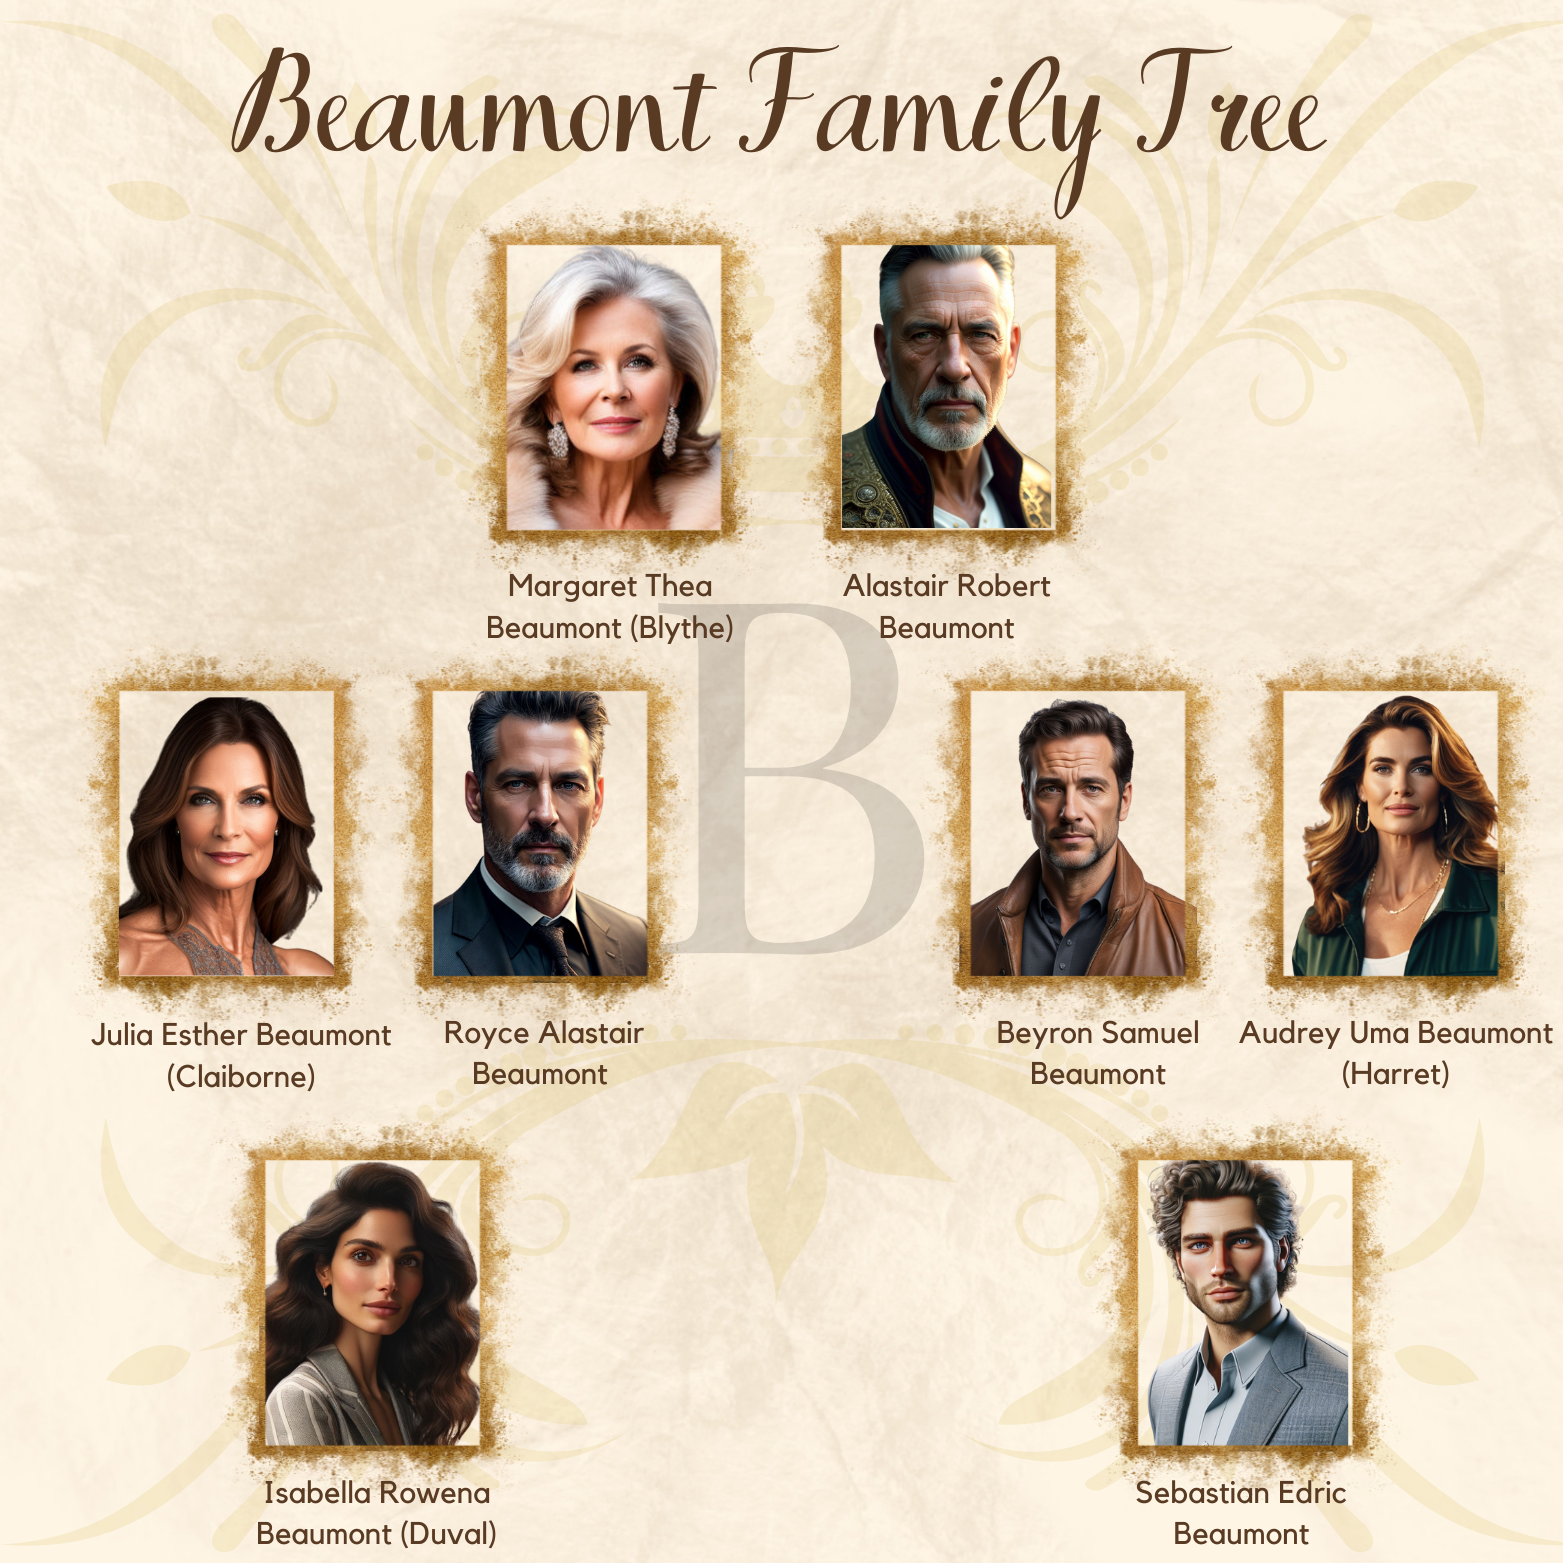 Beaumont Family Tree
Margaret Thea
Beaumont (Blythe)
Alastair Robert
Beaumont
B
Julia Esther Beaumont
(Claiborne)
Royce Alastair
Beaumont
Beyron Samuel
Beaumont
Audrey Uma Beaumont
(Harret)
Isabella Rowena
Beaumont (Duval)
Sebastian Edric
Beaumont